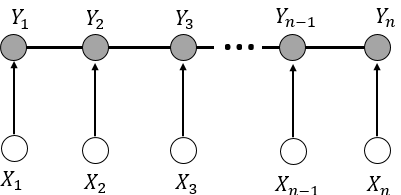 Y₁ Y₂ Y₃ Yₙ₋₁ Yₙ
X₁ X₂ X₃ Xₙ₋₁ Xₙ